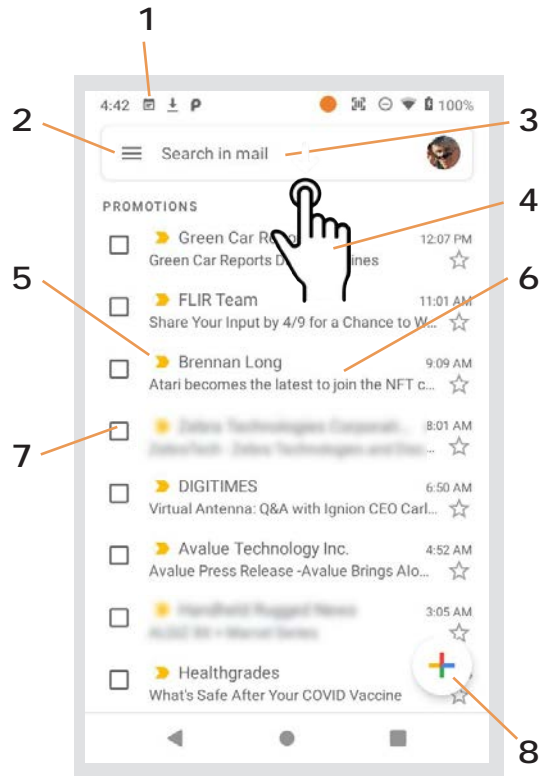 1
4:42 100%
2
Search in mail
3
PROMOTIONS
4
Green Car 12:07 PM
Green Car Reports
5
FLIR Team 11:01 AM
Share Your Input by 4/9 for a Chance to W...
6
Brennan Long 9:09 AM
Atari becomes the latest to join the NFT c...
7
8:01 AM
DIGITIMES 6:50 AM
Virtual Antenna: Q&A with Ignion CEO Carl...
Avalue Technology Inc. 4:52 AM
Avalue Press Release -Avalue Brings Alo...
3:05 AM
Healthgrades
What's Safe After Your COVID Vaccine
8